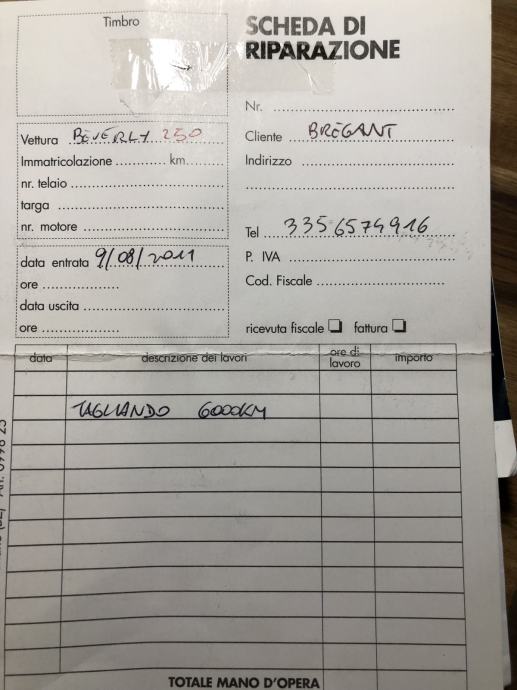 Timbro
SCHEDA DI
RIPARAZIONE
Nr.
Vettura BEVERLY 250
Cliente BREGANT
Immatricolazione km.
Indirizzo
nr. telaio
targa
nr. motore
Tel 3356574916
data entrata 9/08/2011
P. IVA
ore
Cod. Fiscale
data uscita
ore
ricevuta fiscale fattura
data descrizione dei lavori ore di lavoro importo
TAGLIANDO 6000KM
TOTALE MANO D'OPERA